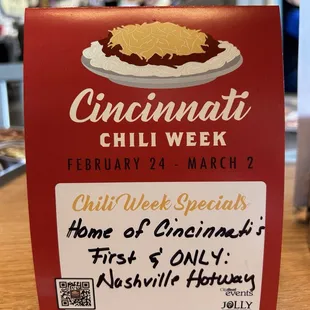 Cincinnati
CHILI WEEK
FEBRUARY 24 - MARCH 2
Chili Week Specials
Home of Cincinnati's
First & ONLY:
Nashville Hotway
events
JOLLY